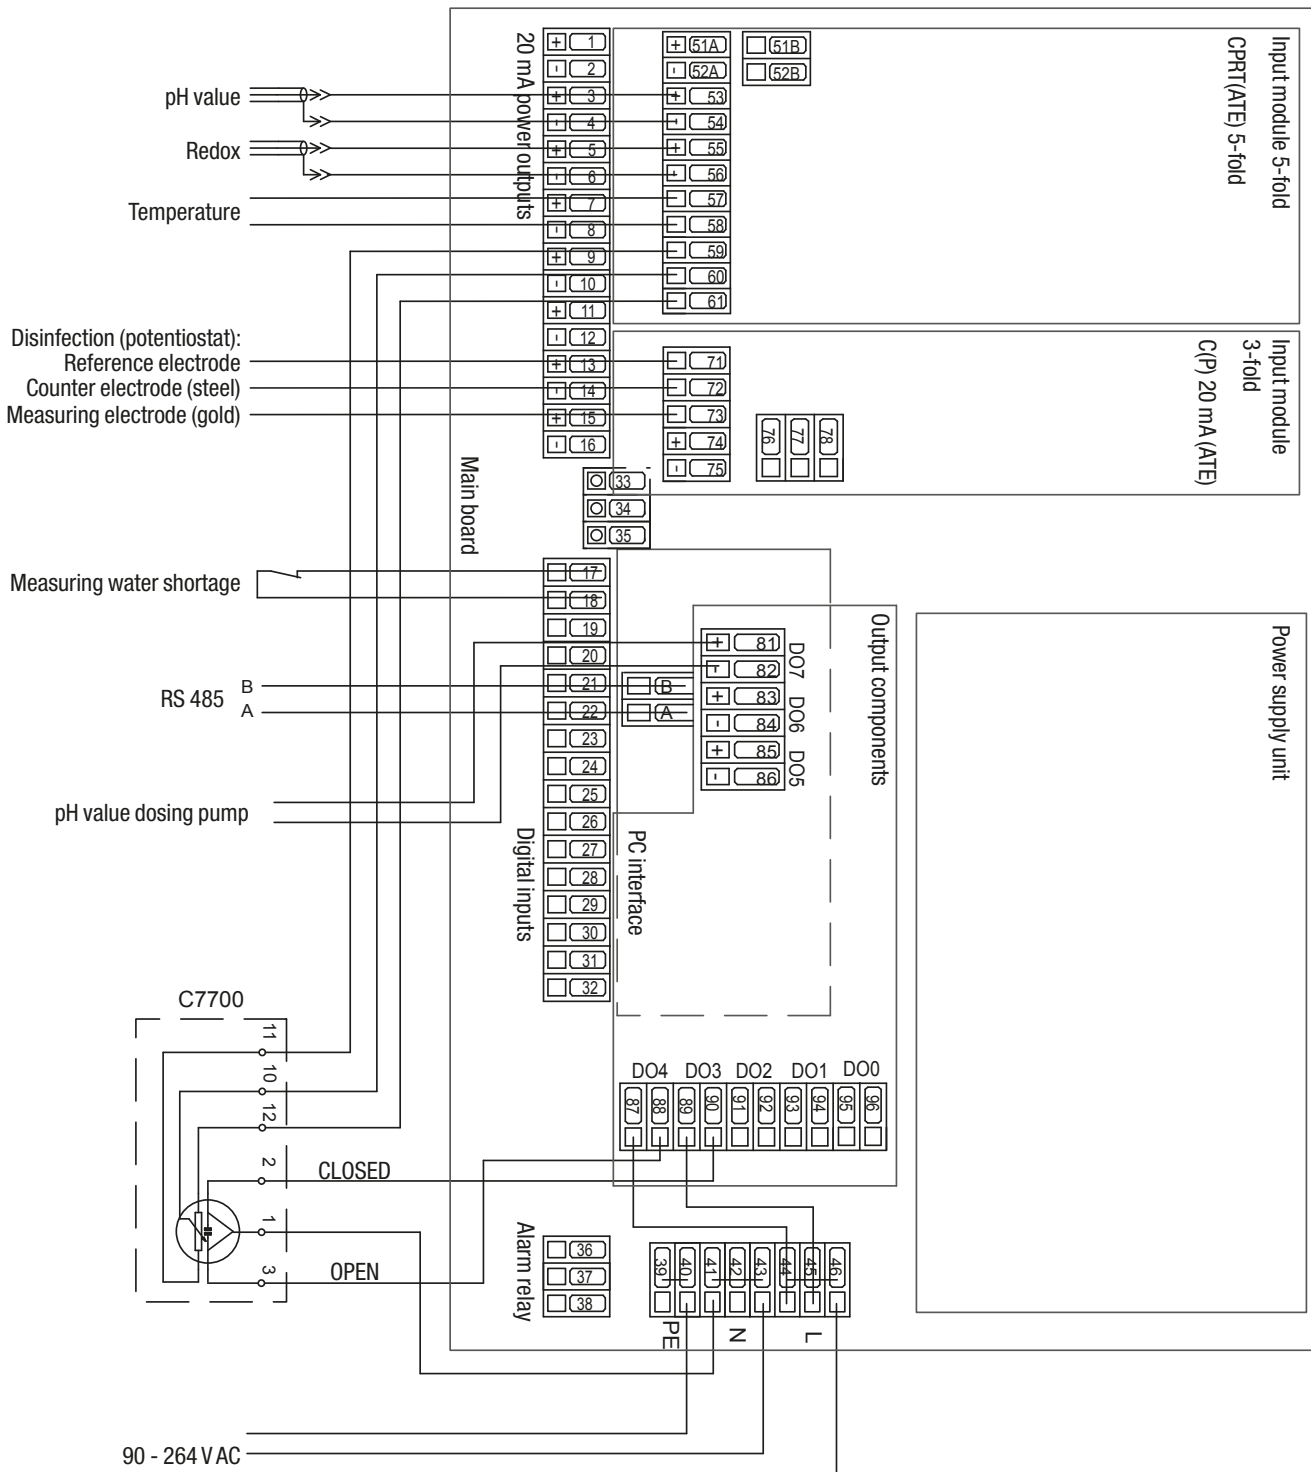 pH value
Redox
Temperature
Disinfection (potentiostat):
Reference electrode
Counter electrode (steel)
Measuring electrode (gold)
Measuring water shortage
RS 485
B
A
pH value dosing pump
C7700
11
10
12
2
1
3
CLOSED
OPEN
90 - 264 V AC
20 mA power outputs
+ 1
- 2
+ 3
- 4
+ 5
- 6
+ 7
- 8
+ 9
- 10
+ 11
- 12
+ 13
- 14
+ 15
- 16
Main board
33
34
35
17
18
19
20
21
22
23
24
25
26
27
28
29
30
31
32
Digital inputs
Alarm relay
36
37
38
+ 51A
- 52A
+ 53
- 54
+ 55
+ 56
57
58
59
60
61
51B
52B
Input module 5-fold
CPRT(ATE) 5-fold
71
72
73
+ 74
- 75
76
77
78
Input module
3-fold
C(P) 20 mA (ATE)
B
A
+ 81
- 82
+ 83
- 84
+ 85
- 86
DO7
DO6
DO5
Output components
PC interface
Power supply unit
DO4 DO3 DO2 DO1 DO0
87 88 89 90 91 92 93 94 95 96
39 40 41 42 43 44 45 46
PE N L